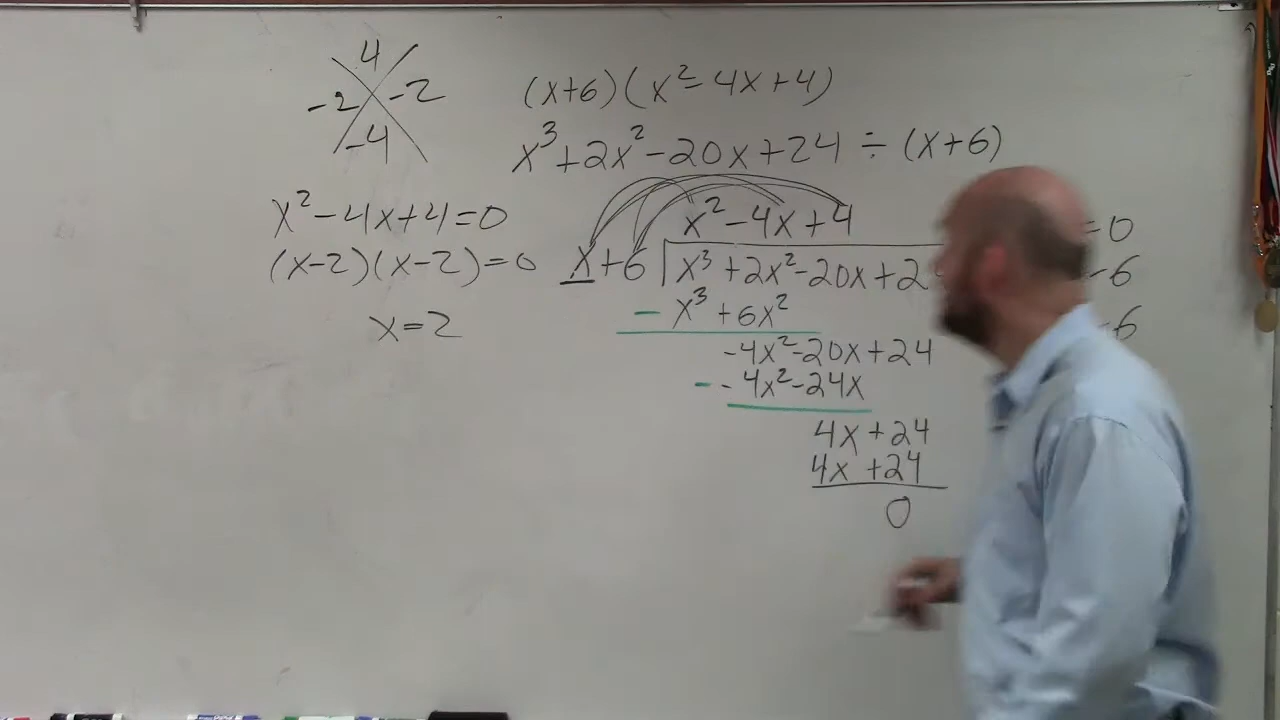 4
-2 -2
-4
(x+6)(x²-4x+4)
x³+2x²-20x+24 ÷ (x+6)
x²-4x+4=0
(x-2)(x-2)=0
x=2
x²-4x+4
x+6 x³+2x²-20x+2
- x³+6x²
-4x²-20x+24
- -4x²-24x
4x+24
4x+24
0
=0
-6
-6